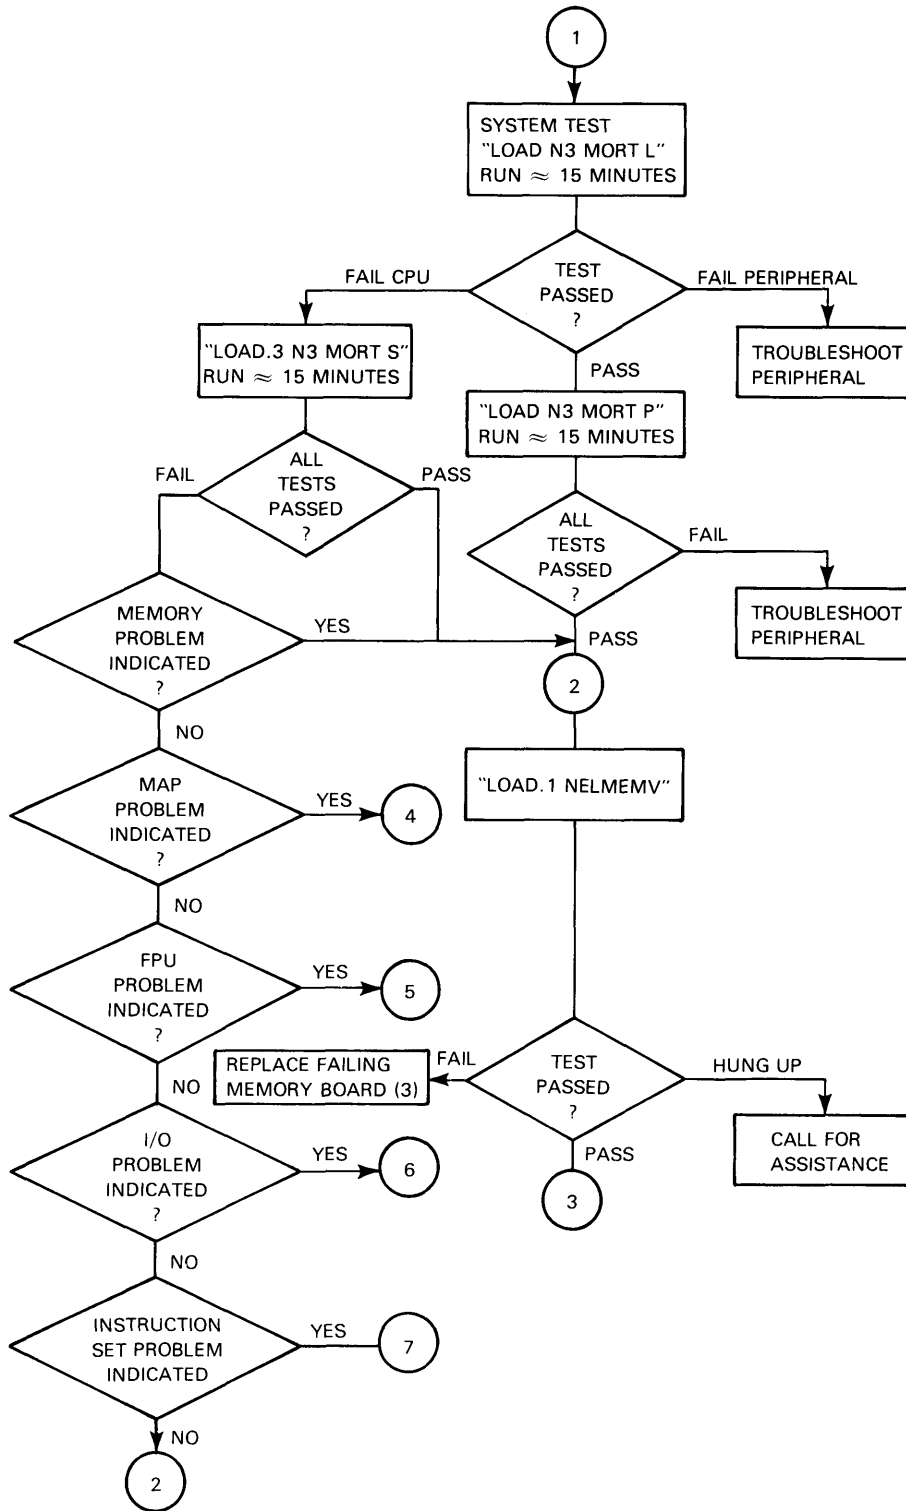 1
SYSTEM TEST
"LOAD N3 MORT L"
RUN ≈ 15 MINUTES
TEST
PASSED
?
FAIL CPU
FAIL PERIPHERAL
PASS
"LOAD.3 N3 MORT S"
RUN ≈ 15 MINUTES
TROUBLESHOOT
PERIPHERAL
"LOAD N3 MORT P"
RUN ≈ 15 MINUTES
ALL
TESTS
PASSED
?
FAIL
PASS
ALL
TESTS
PASSED
?
FAIL
PASS
TROUBLESHOOT
PERIPHERAL
MEMORY
PROBLEM
INDICATED
?
YES
NO
2
"LOAD.1 NELMEMV"
MAP
PROBLEM
INDICATED
?
YES
4
NO
FPU
PROBLEM
INDICATED
?
YES
5
NO
TEST
PASSED
?
FAIL
REPLACE FAILING
MEMORY BOARD (3)
HUNG UP
CALL FOR
ASSISTANCE
PASS
3
I/O
PROBLEM
INDICATED
?
YES
6
NO
INSTRUCTION
SET PROBLEM
INDICATED
YES
7
NO
2